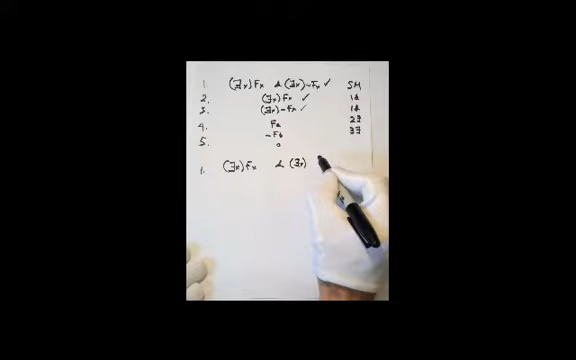 1. (∃x)Fx & (∃x)~Fx ✓ SM
2. (∃x)Fx ✓ 1&
3. (∃x)~Fx ✓ 1&
4. Fa 2∃
5. ~Fb 3∃
o
1. (∃x)Fx & (∃x)